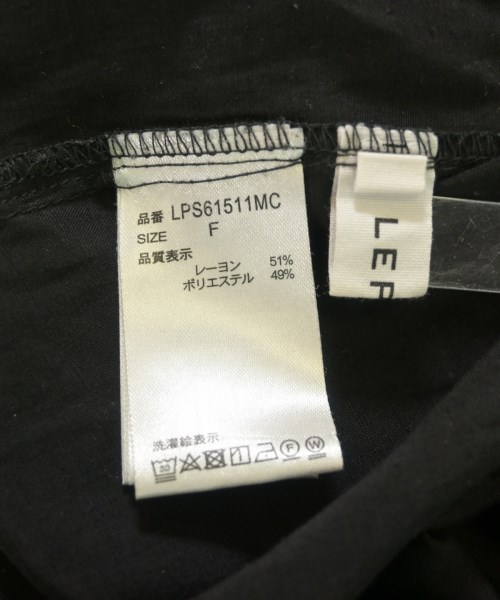 品番 LPS61511MC
SIZE F
品質表示
レーヨン 51%
ポリエステル 49%
洗濯絵表示
30
F
W
LEP